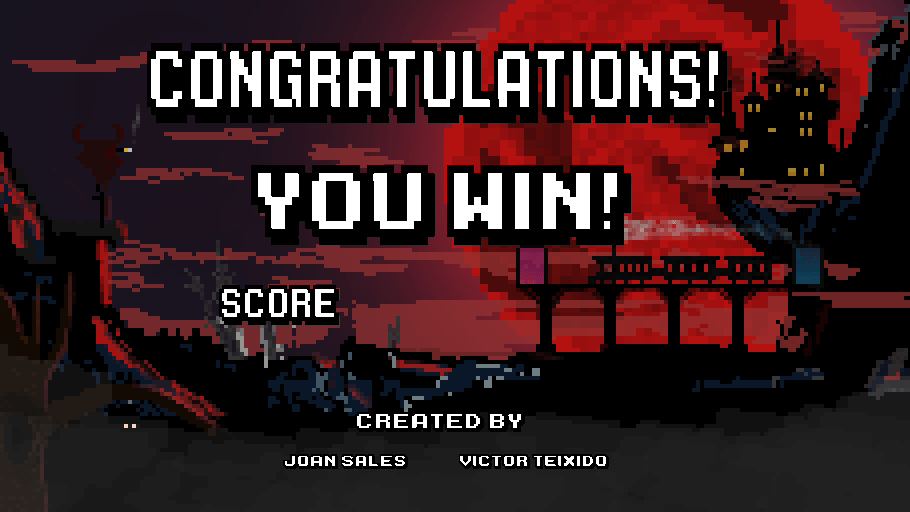 CONGRATULATIONS!
YOU WIN!
SCORE
CREATED BY
JOAN SALES VICTOR TEIXIDO